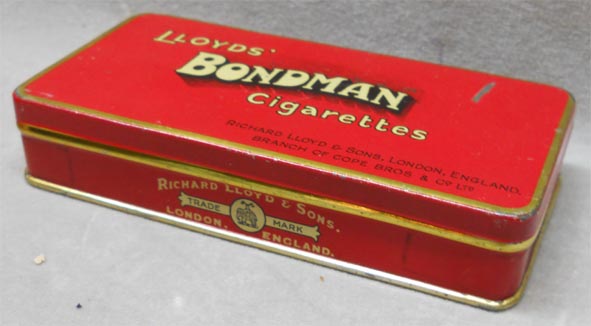 Lloyds'
Bondman
Cigarettes
Richard Lloyd & Sons, London, England.
Branch of Cope Bros & Co Ltd
Richard Lloyd & Sons.
Trade Mark
London, England.